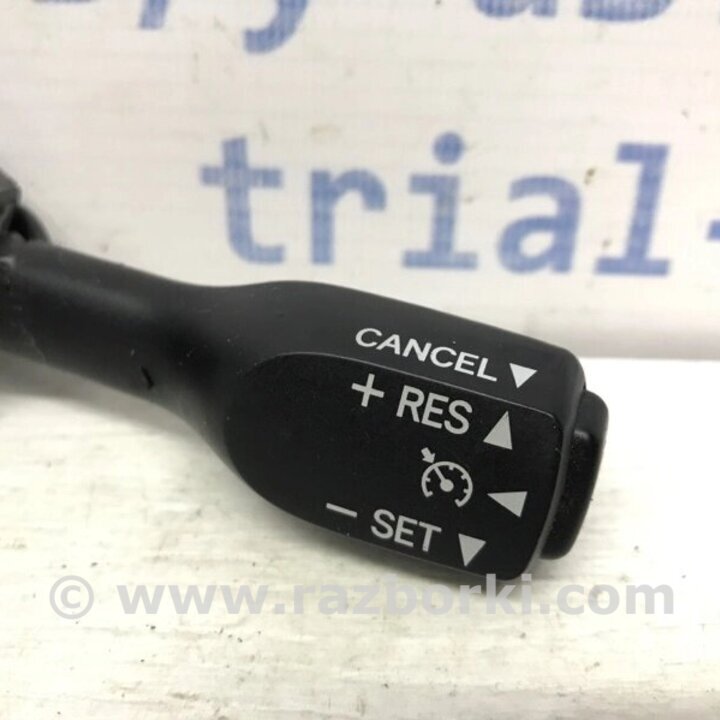 trial-
CANCEL ▼
+ RES ▲
◀
− SET ▼
© www.razborki.com